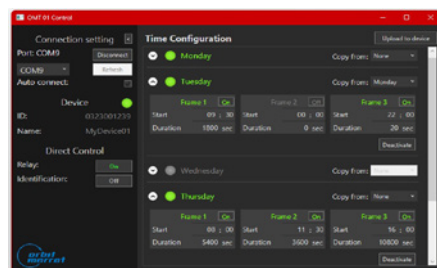 OMT 01 Control
Connection setting
Port: COM9
Disconnect
COM9
Refresh
Auto connect:
Device
ID:
0323001239
Name:
MyDevice01
Direct Control
Relay:
On
Identification:
Off
orbit
merret
Time Configuration
Upload to device
Monday
Copy from: None
Tuesday
Copy from: Monday
Frame 1 On
Frame 2 Off
Frame 3 On
Start 09 : 30
Start 00 : 00
Start 22 : 00
Duration 1800 sec
Duration 0 sec
Duration 20 sec
Deactivate
Wednesday
Copy from:
Thursday
Copy from: None
Frame 1 On
Frame 2 On
Frame 3 On
Start 08 : 00
Start 11 : 30
Start 16 : 00
Duration 5400 sec
Duration 3600 sec
Duration 10800 sec
Deactivate